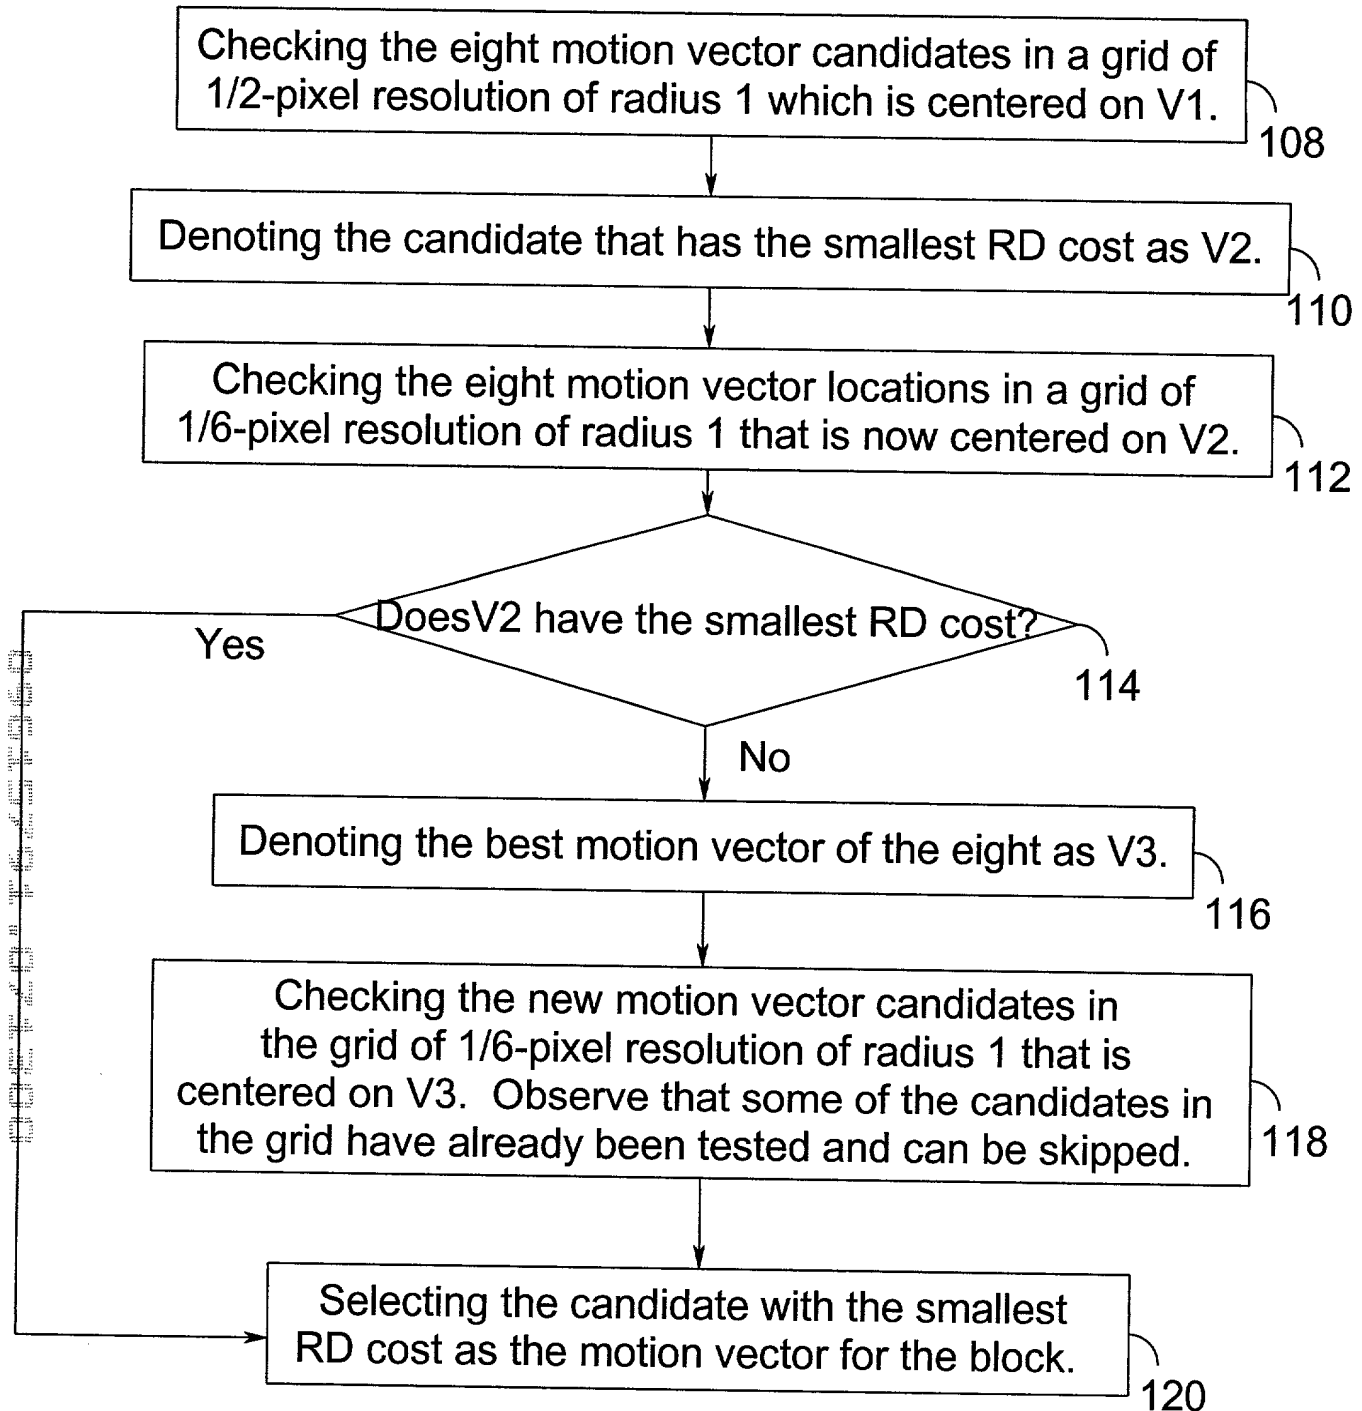 Checking the eight motion vector candidates in a grid of
1/2-pixel resolution of radius 1 which is centered on V1.
108
Denoting the candidate that has the smallest RD cost as V2.
110
Checking the eight motion vector locations in a grid of
1/6-pixel resolution of radius 1 that is now centered on V2.
112
DoesV2 have the smallest RD cost?
Yes
114
No
Denoting the best motion vector of the eight as V3.
116
Checking the new motion vector candidates in
the grid of 1/6-pixel resolution of radius 1 that is
centered on V3. Observe that some of the candidates in
the grid have already been tested and can be skipped.
118
Selecting the candidate with the smallest
RD cost as the motion vector for the block.
120